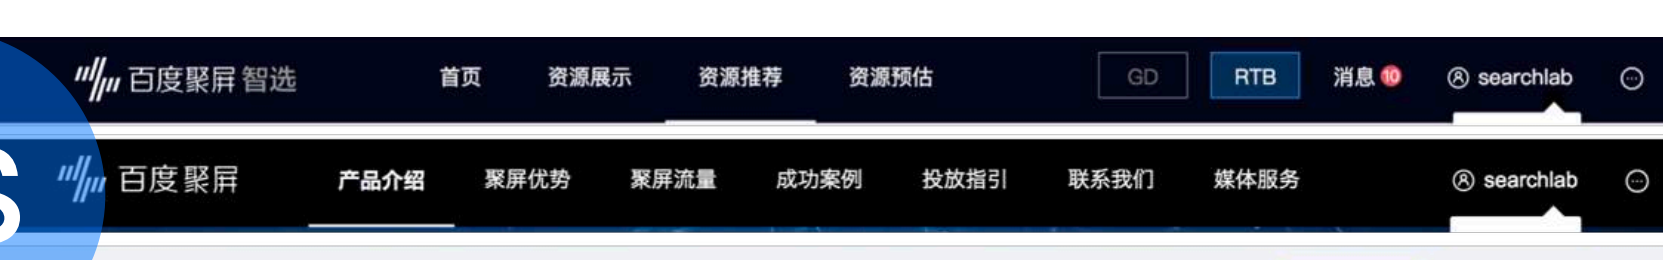 百度聚屏 智选 首页 资源展示 资源推荐 资源预估 GD RTB 消息 10 searchlab
S
百度聚屏 产品介绍 聚屏优势 聚屏流量 成功案例 投放指引 联系我们 媒体服务 searchlab